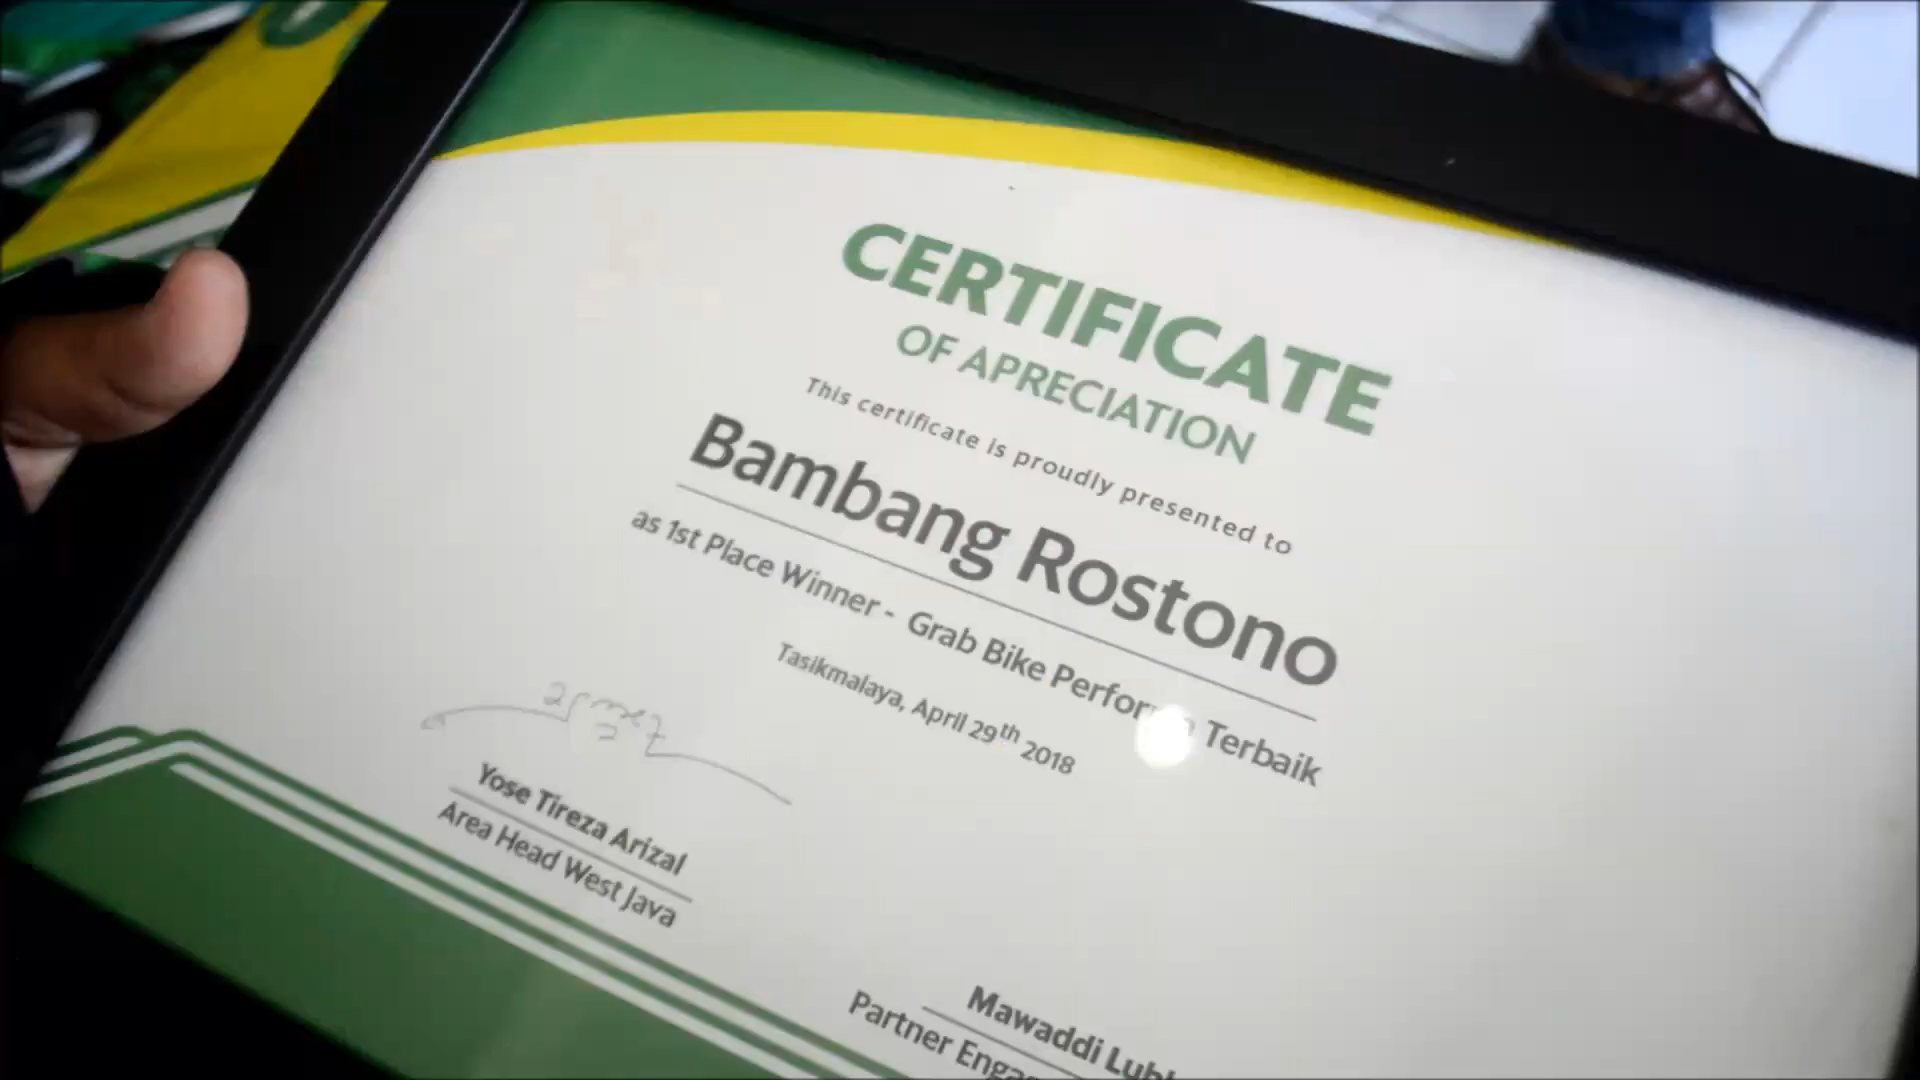 CERTIFICATE
OF APRECIATION
This certificate is proudly presented to
Bambang Rostono
as 1st Place Winner - Grab Bike Perform Terbaik
Tasikmalaya, April 29th 2018
Yose Tireza Arizal
Area Head West Java
Mawaddi
Partner